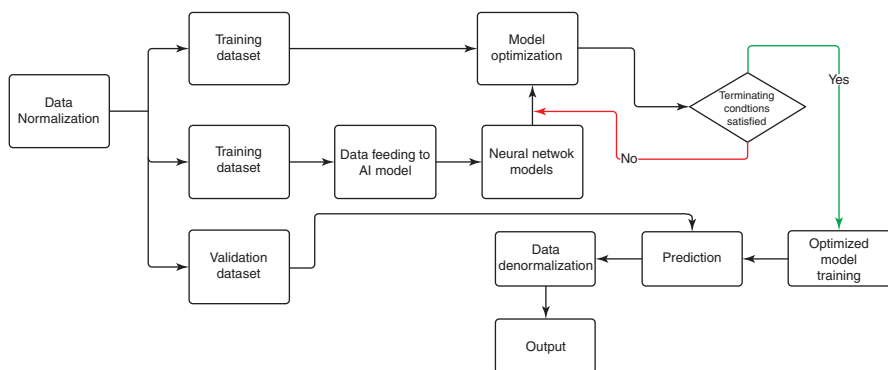 Training
dataset
Model
optimization
Yes
Data
Normalization
Terminating
condtions
satisfied
Training
dataset
Data feeding to
AI model
Neural netwok
models
No
Validation
dataset
Data
denormalization
Prediction
Optimized
model
training
Output